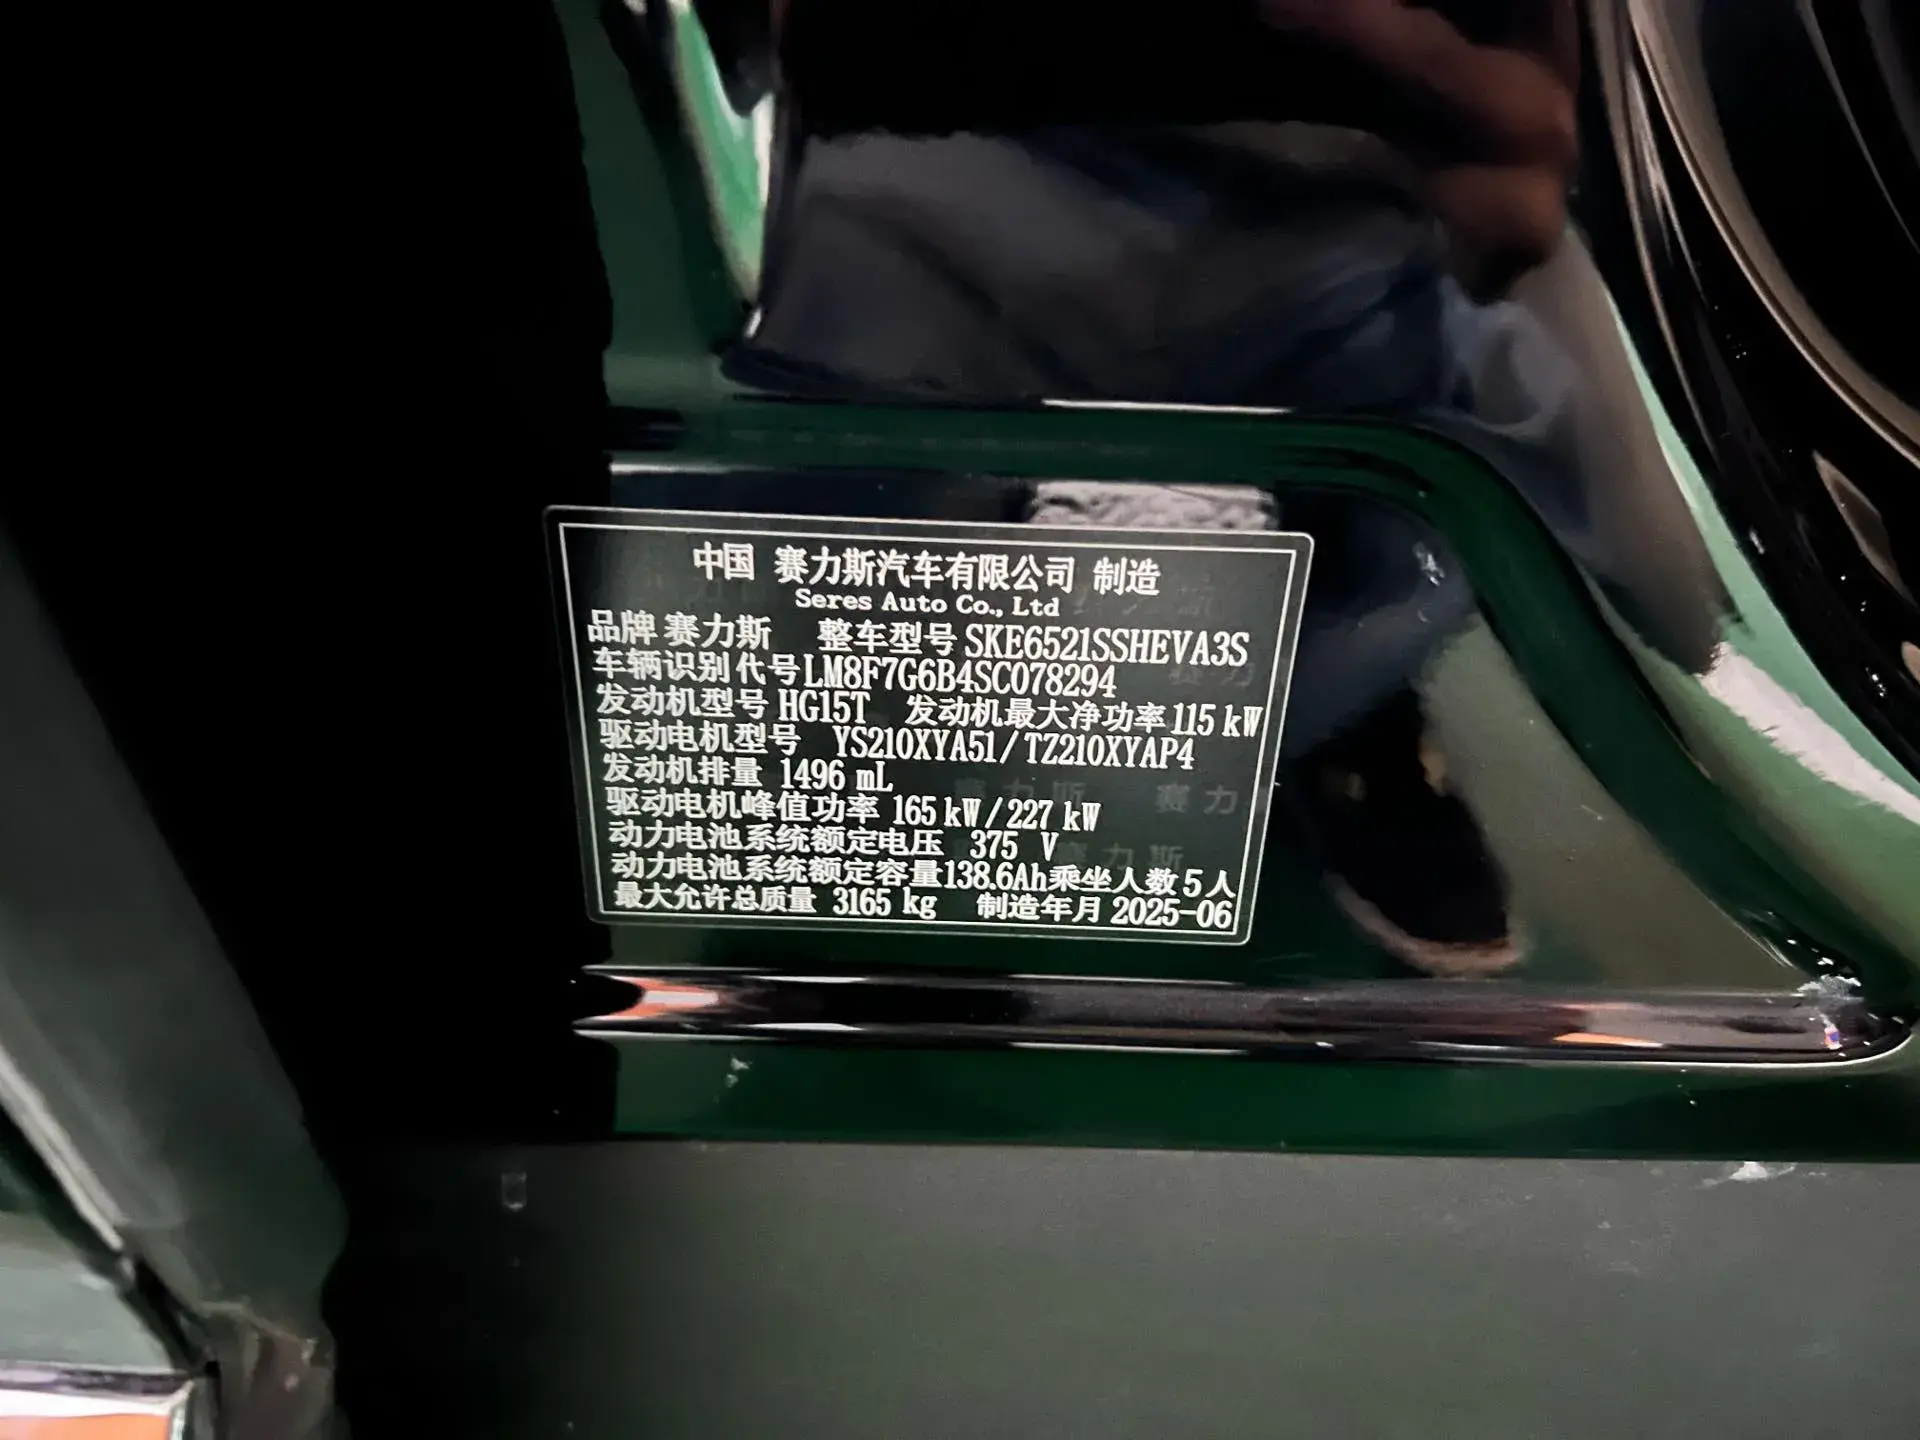 中国 赛力斯汽车有限公司 制造
Seres Auto Co., Ltd
品牌 赛力斯 整车型号 SKE6521SSHEVA3S
车辆识别代号 LM8F7G6B4SC078294
发动机型号 HG15T 发动机最大净功率 115 kW
驱动电机型号 YS210XYA51/TZ210XYAP4
发动机排量 1496 mL
驱动电机峰值功率 165 kW/227 kW
动力电池系统额定电压 375 V
动力电池系统额定容量138.6Ah乘坐人数 5人
最大允许总质量 3165 kg 制造年月 2025-06